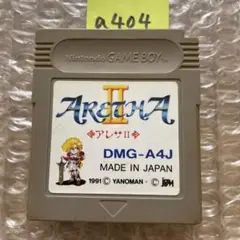 a404
Nintendo GAME BOY
ARETHA
II
アレサII
DMG-A4J
MADE IN JAPAN
1991 © YANOMAN ©